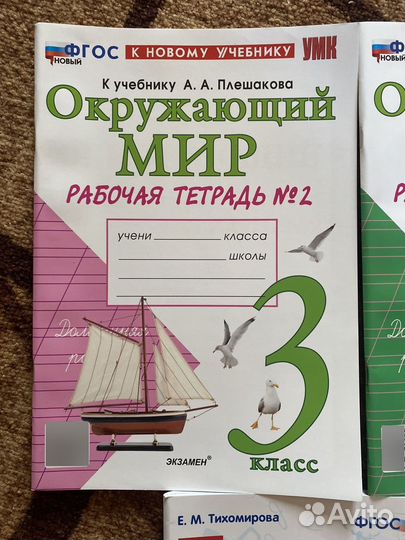 ФГОС
НОВЫЙ
К НОВОМУ УЧЕБНИКУ
УМК
К учебнику А. А. Плешакова
Окружающий
МИР
РАБОЧАЯ ТЕТРАДЬ №2
учени класса
школы
3
класс
ЭКЗАМЕН®
НОВЫЙ
О
Е. М. Тихомирова
ФГОС
Avito